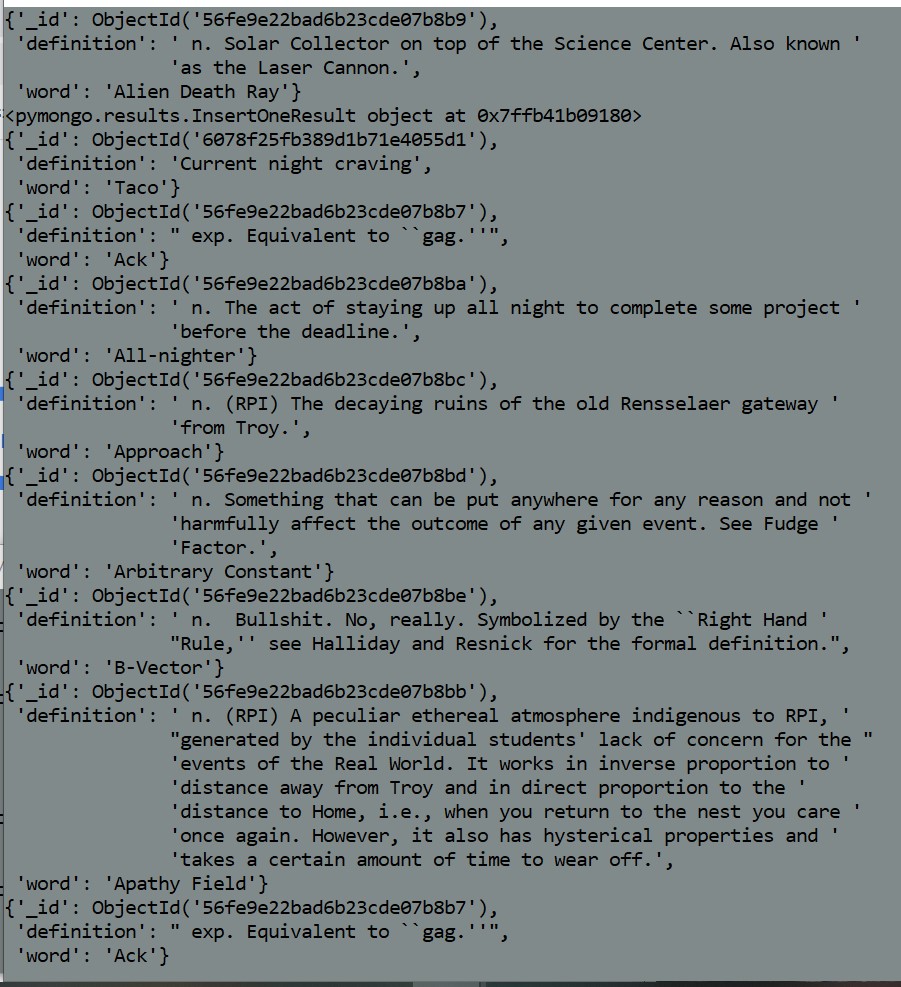 {'_id': ObjectId('56fe9e22bad6b23cde07b8b9'),
 'definition': ' n. Solar Collector on top of the Science Center. Also known '
               'as the Laser Cannon.',
 'word': 'Alien Death Ray'}
<pymongo.results.InsertOneResult object at 0x7ffb41b09180>
{'_id': ObjectId('6078f25fb389d1b71e4055d1'),
 'definition': 'Current night craving',
 'word': 'Taco'}
{'_id': ObjectId('56fe9e22bad6b23cde07b8b7'),
 'definition': " exp. Equivalent to ``gag.''",
 'word': 'Ack'}
{'_id': ObjectId('56fe9e22bad6b23cde07b8ba'),
 'definition': ' n. The act of staying up all night to complete some project '
               'before the deadline.',
 'word': 'All-nighter'}
{'_id': ObjectId('56fe9e22bad6b23cde07b8bc'),
 'definition': ' n. (RPI) The decaying ruins of the old Rensselaer gateway '
               'from Troy.',
 'word': 'Approach'}
{'_id': ObjectId('56fe9e22bad6b23cde07b8bd'),
 'definition': ' n. Something that can be put anywhere for any reason and not '
               'harmfully affect the outcome of any given event. See Fudge '
               'Factor.',
 'word': 'Arbitrary Constant'}
{'_id': ObjectId('56fe9e22bad6b23cde07b8be'),
 'definition': ' n.  Bullshit. No, really. Symbolized by the ``Right Hand '
               "Rule,'' see Halliday and Resnick for the formal definition.",
 'word': 'B-Vector'}
{'_id': ObjectId('56fe9e22bad6b23cde07b8bb'),
 'definition': ' n. (RPI) A peculiar ethereal atmosphere indigenous to RPI, '
               "generated by the individual students' lack of concern for the "
               'events of the Real World. It works in inverse proportion to '
               'distance away from Troy and in direct proportion to the '
               'distance to Home, i.e., when you return to the nest you care '
               'once again. However, it also has hysterical properties and '
               'takes a certain amount of time to wear off.',
 'word': 'Apathy Field'}
{'_id': ObjectId('56fe9e22bad6b23cde07b8b7'),
 'definition': " exp. Equivalent to ``gag.''",
 'word': 'Ack'}